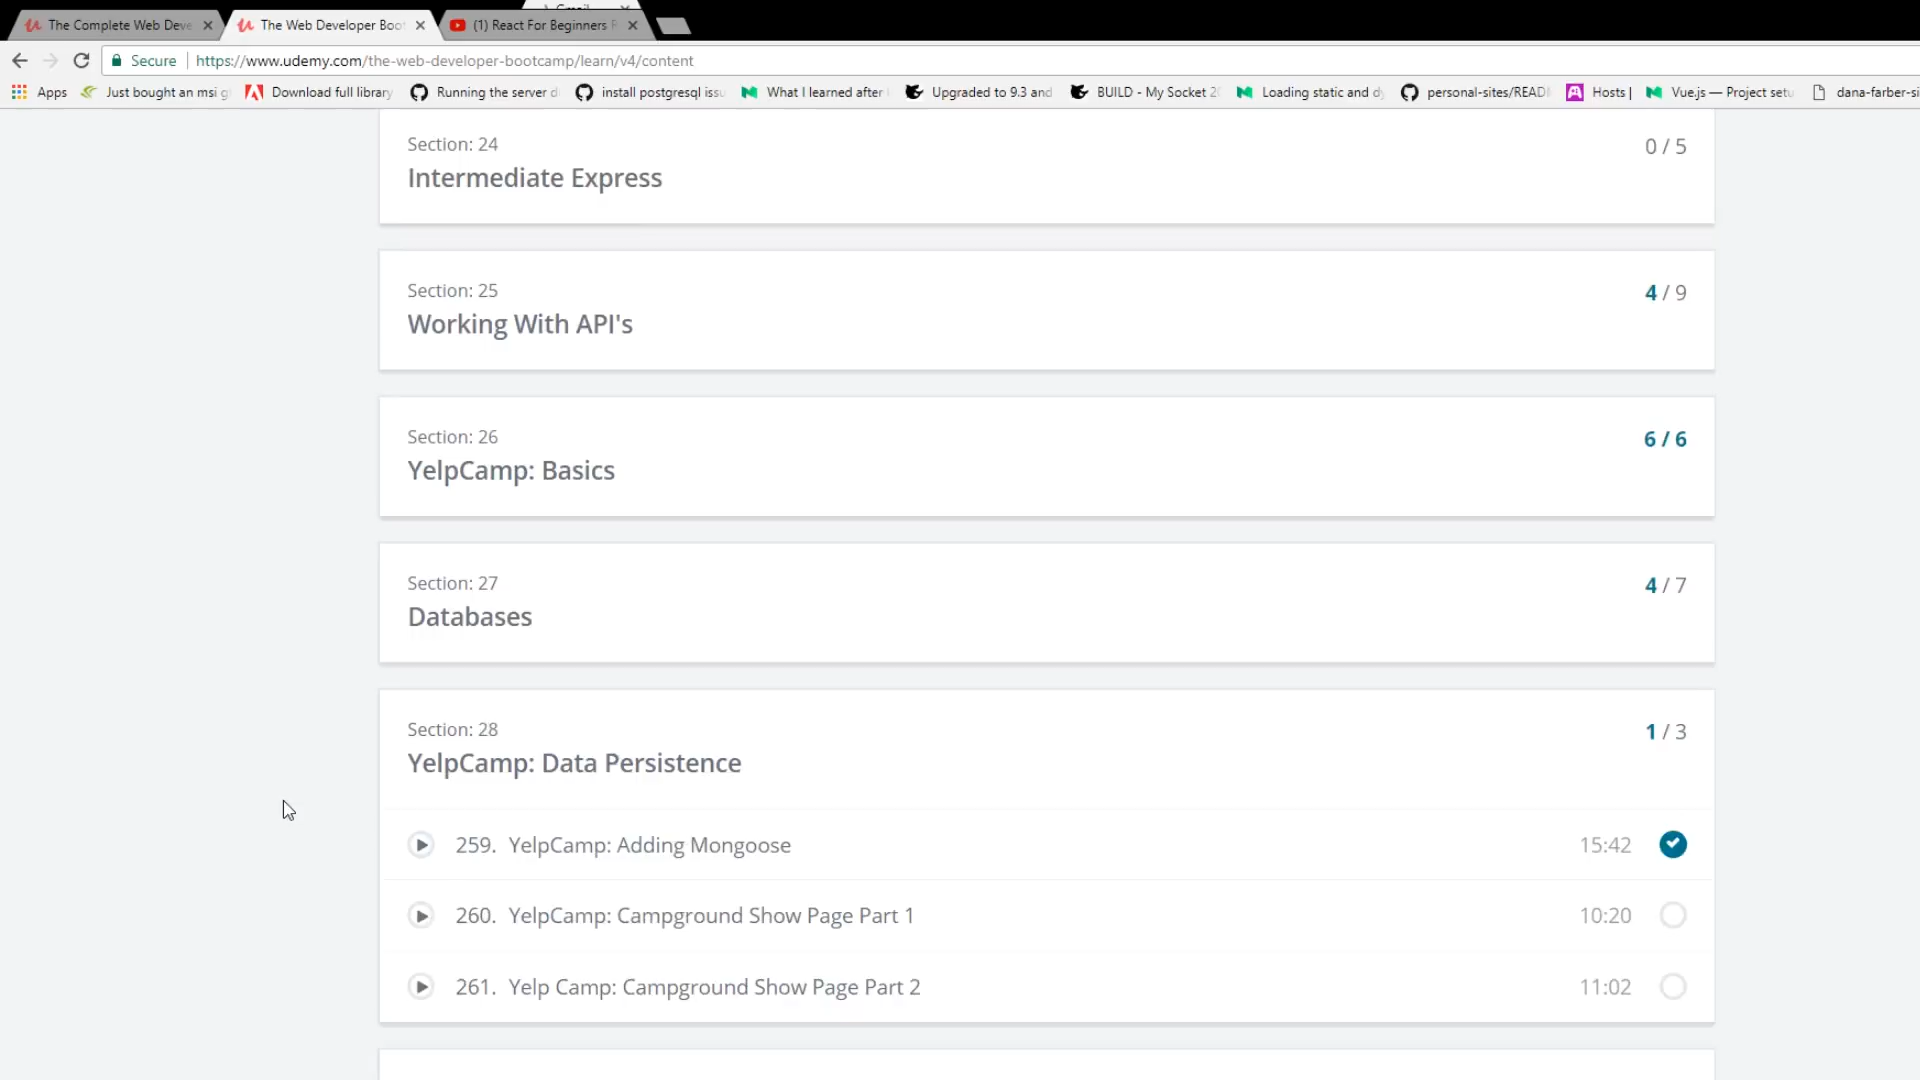 The Complete Web Deve
The Web Developer Boo
(1) React For Beginners
Secure
https://www.udemy.com/the-web-developer-bootcamp/learn/v4/content
Apps
Just bought an msi g
Download full library
Running the server d
install postgresql issu
What I learned after
Upgraded to 9.3 and
BUILD - My Socket 2
Loading static and dy
personal-sites/READ
Hosts |
Vue.js — Project setu
dana-farber-si
Section: 24
0 / 5
Intermediate Express
Section: 25
4 / 9
Working With API's
Section: 26
6 / 6
YelpCamp: Basics
Section: 27
4 / 7
Databases
Section: 28
1 / 3
YelpCamp: Data Persistence
259. YelpCamp: Adding Mongoose 15:42
260. YelpCamp: Campground Show Page Part 1 10:20
261. Yelp Camp: Campground Show Page Part 2 11:02